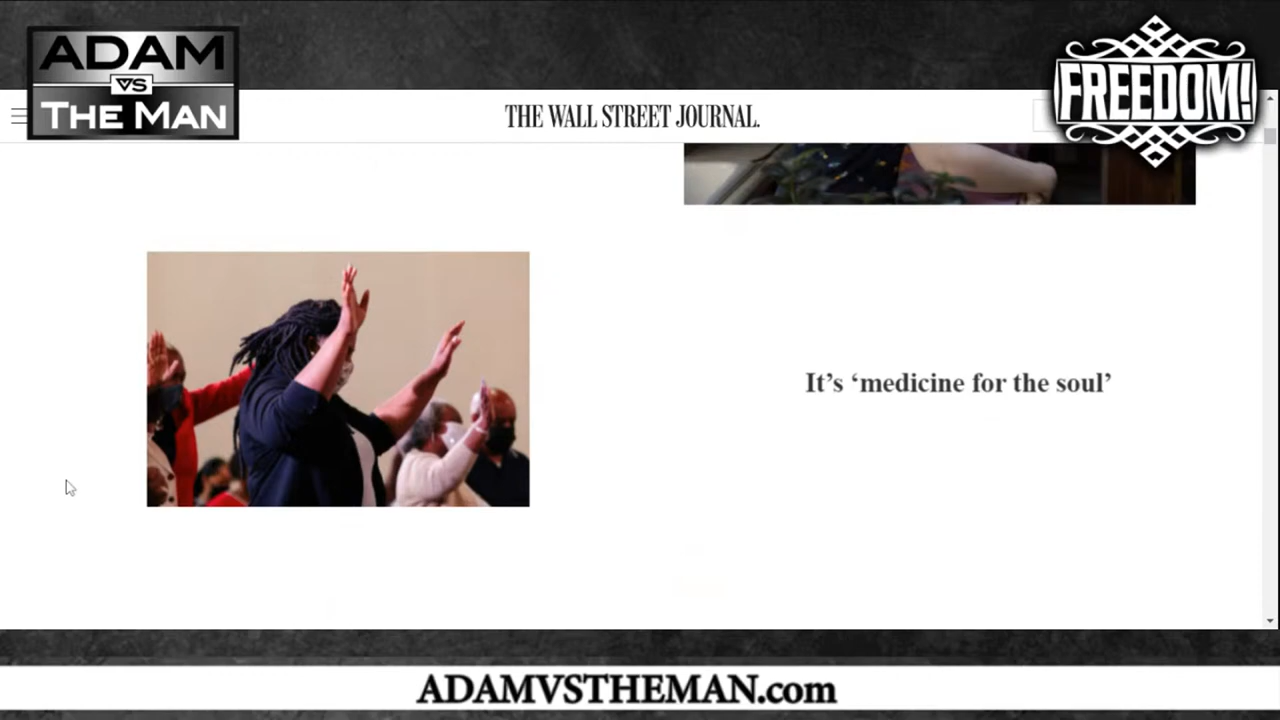 ADAM
VS
THE MAN
THE WALL STREET JOURNAL.
FREEDOM!
It’s ‘medicine for the soul’
ADAMVSTHEMAN.com